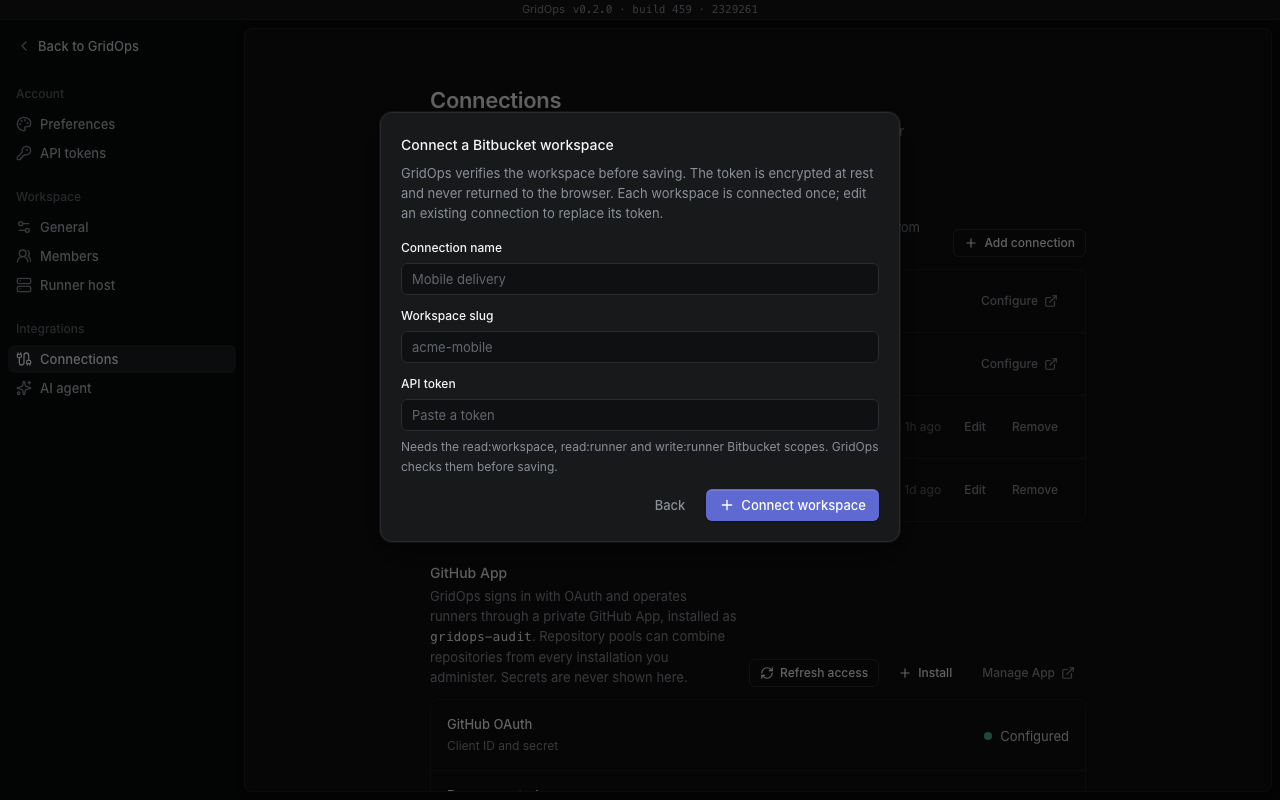 GridOps v0.2.0 · build 459 · 2329261
Back to GridOps
Account
Preferences
API tokens
Workspace
General
Members
Runner host
Integrations
Connections
AI agent
Connections
Add connection
Configure
Configure
1h ago Edit Remove
1d ago Edit Remove
Connect a Bitbucket workspace
GridOps verifies the workspace before saving. The token is encrypted at rest
and never returned to the browser. Each workspace is connected once; edit
an existing connection to replace its token.
Connection name
Mobile delivery
Workspace slug
acme-mobile
API token
Paste a token
Needs the read:workspace, read:runner and write:runner Bitbucket scopes. GridOps
checks them before saving.
Back
Connect workspace
GitHub App
GridOps signs in with OAuth and operates
runners through a private GitHub App, installed as
gridops-audit. Repository pools can combine
repositories from every installation you
administer. Secrets are never shown here.
Refresh access
Install
Manage App
GitHub OAuth
Client ID and secret
Configured